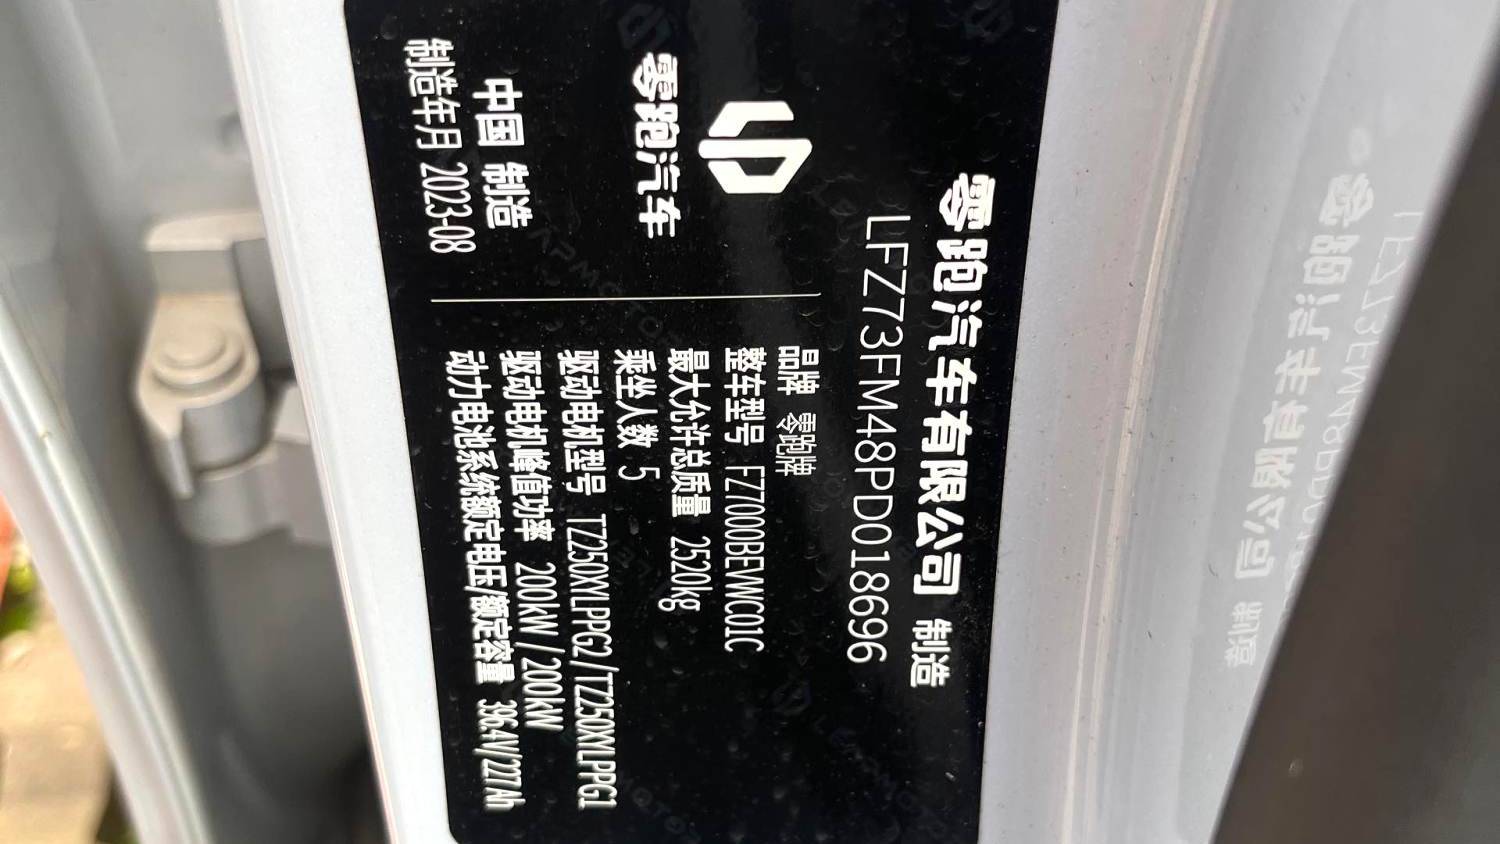 零跑汽车有限公司 制造
LFZ73FM48PD018696
零跑汽车
中国 制造
制造年月 2023-08
品牌 零跑牌
整车型号 FZ7000BEVWC01C
最大允许总质量 2520kg
乘坐人数 5
驱动电机型号 TZ250XYLPPG2/TZ250XYLPPG1
驱动电机峰值功率 200kW / 200kW
动力电池系统额定电压/额定容量 396.4V/227Ah